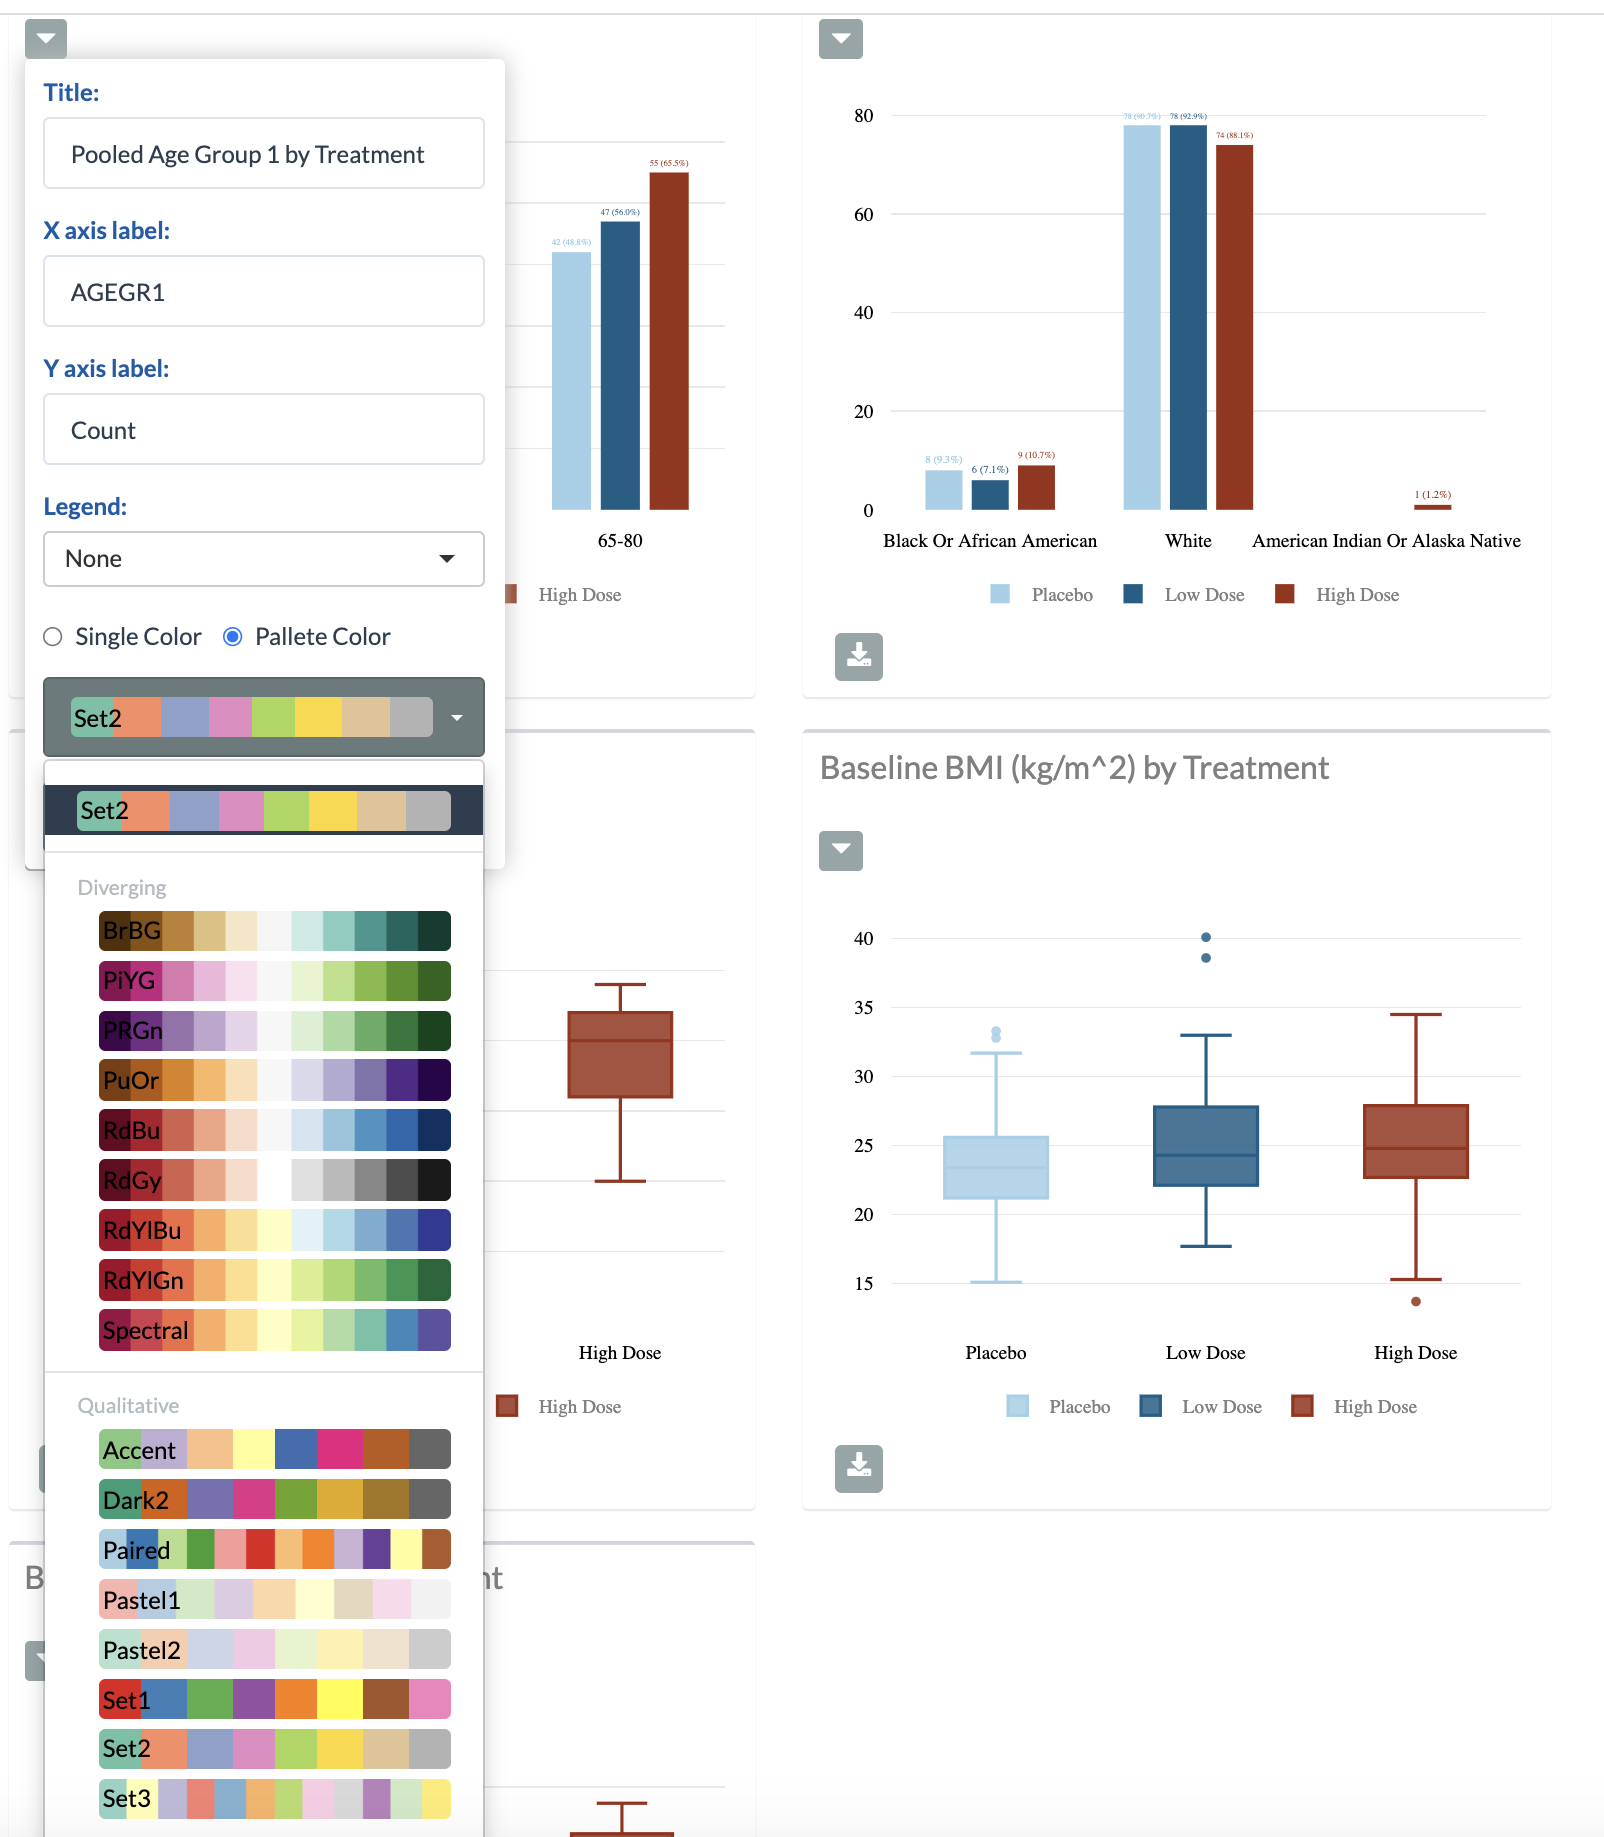 Title:
Pooled Age Group 1 by Treatment
X axis label:
AGEGR1
Y axis label:
Count
Legend:
None
Single Color
Pallete Color
Set2
Set2
Diverging
BrBG
PiYG
PRGn
PuOr
RdBu
RdGy
RdYlBu
RdYlGn
Spectral
Qualitative
Accent
Dark2
Paired
Pastel1
Pastel2
Set1
Set2
Set3
42 (48.8%)
47 (56.0%)
55 (65.5%)
65-80
High Dose
80
60
40
20
0
8 (9.3%)
6 (7.1%)
9 (10.7%)
78 (90.7%)
78 (92.9%)
74 (88.1%)
1 (1.2%)
Black Or African American
White
American Indian Or Alaska Native
Placebo
Low Dose
High Dose
High Dose
High Dose
Baseline BMI (kg/m^2) by Treatment
40
35
30
25
20
15
Placebo
Low Dose
High Dose
Placebo
Low Dose
High Dose
B
nt